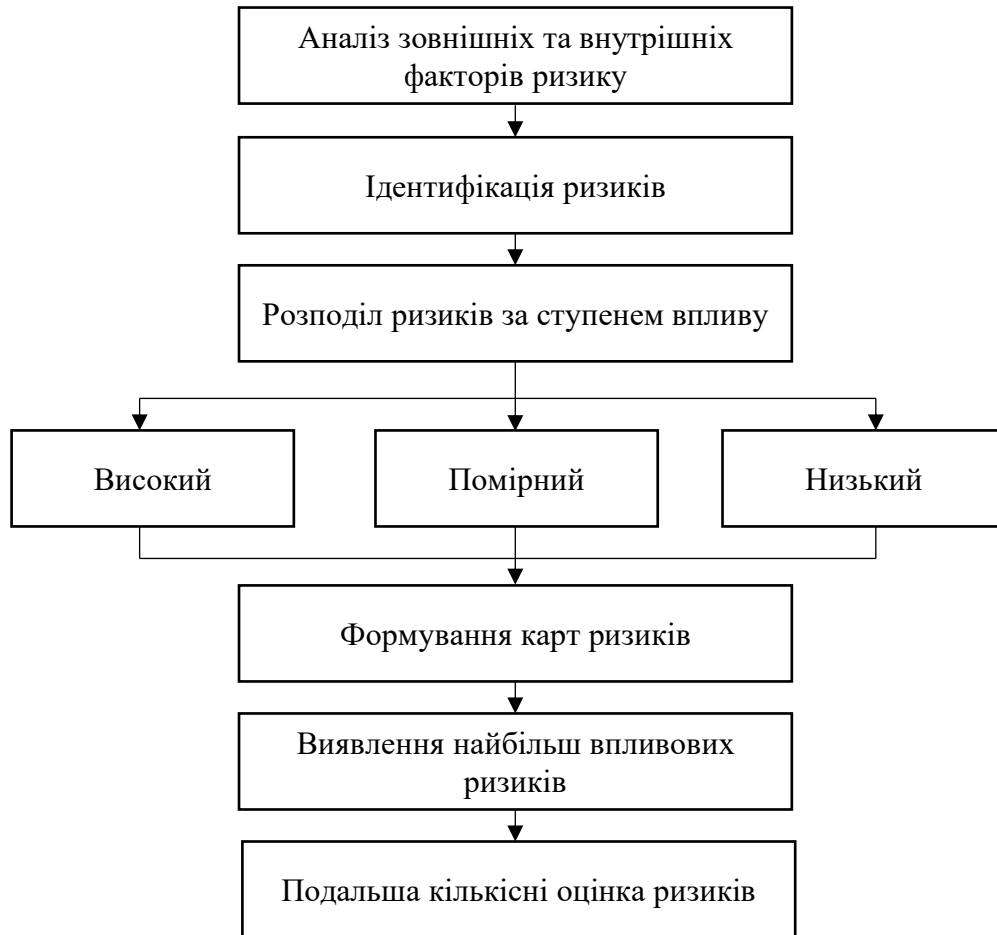 Аналіз зовнішніх та внутрішніх
факторів ризику
Ідентифікація ризиків
Розподіл ризиків за ступенем впливу
Високий
Помірний
Низький
Формування карт ризиків
Виявлення найбільш впливових
ризиків
Подальша кількісні оцінка ризиків